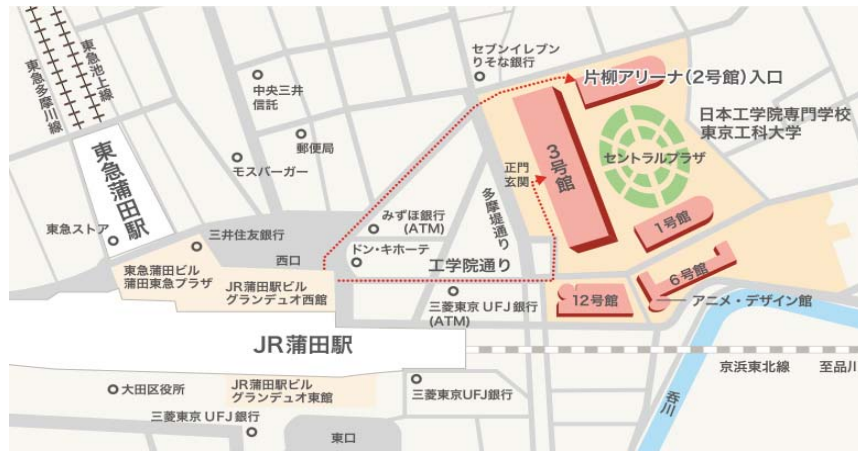 セブンイレブン
りそな銀行
片柳アリーナ(2号館)入口
東急池上線
東急多摩川線
中央三井
信託
日本工学院専門学校
東京工科大学
郵便局
モスバーガー
3号館
セントラルプラザ
正門
玄関
東急蒲田駅
多摩堤通り
1号館
みずほ銀行
(ATM)
東急ストア
三井住友銀行
ドン・キホーテ
西口
工学院通り
6号館
東急蒲田ビル
蒲田東急プラザ
JR蒲田駅ビル
グランデュオ西館
三菱東京UFJ銀行
(ATM)
12号館
アニメ・デザイン館
JR蒲田駅
京浜東北線
至品川
大田区役所
JR蒲田駅ビル
グランデュオ東館
三菱東京UFJ銀行
呑川
三菱東京UFJ銀行
東口